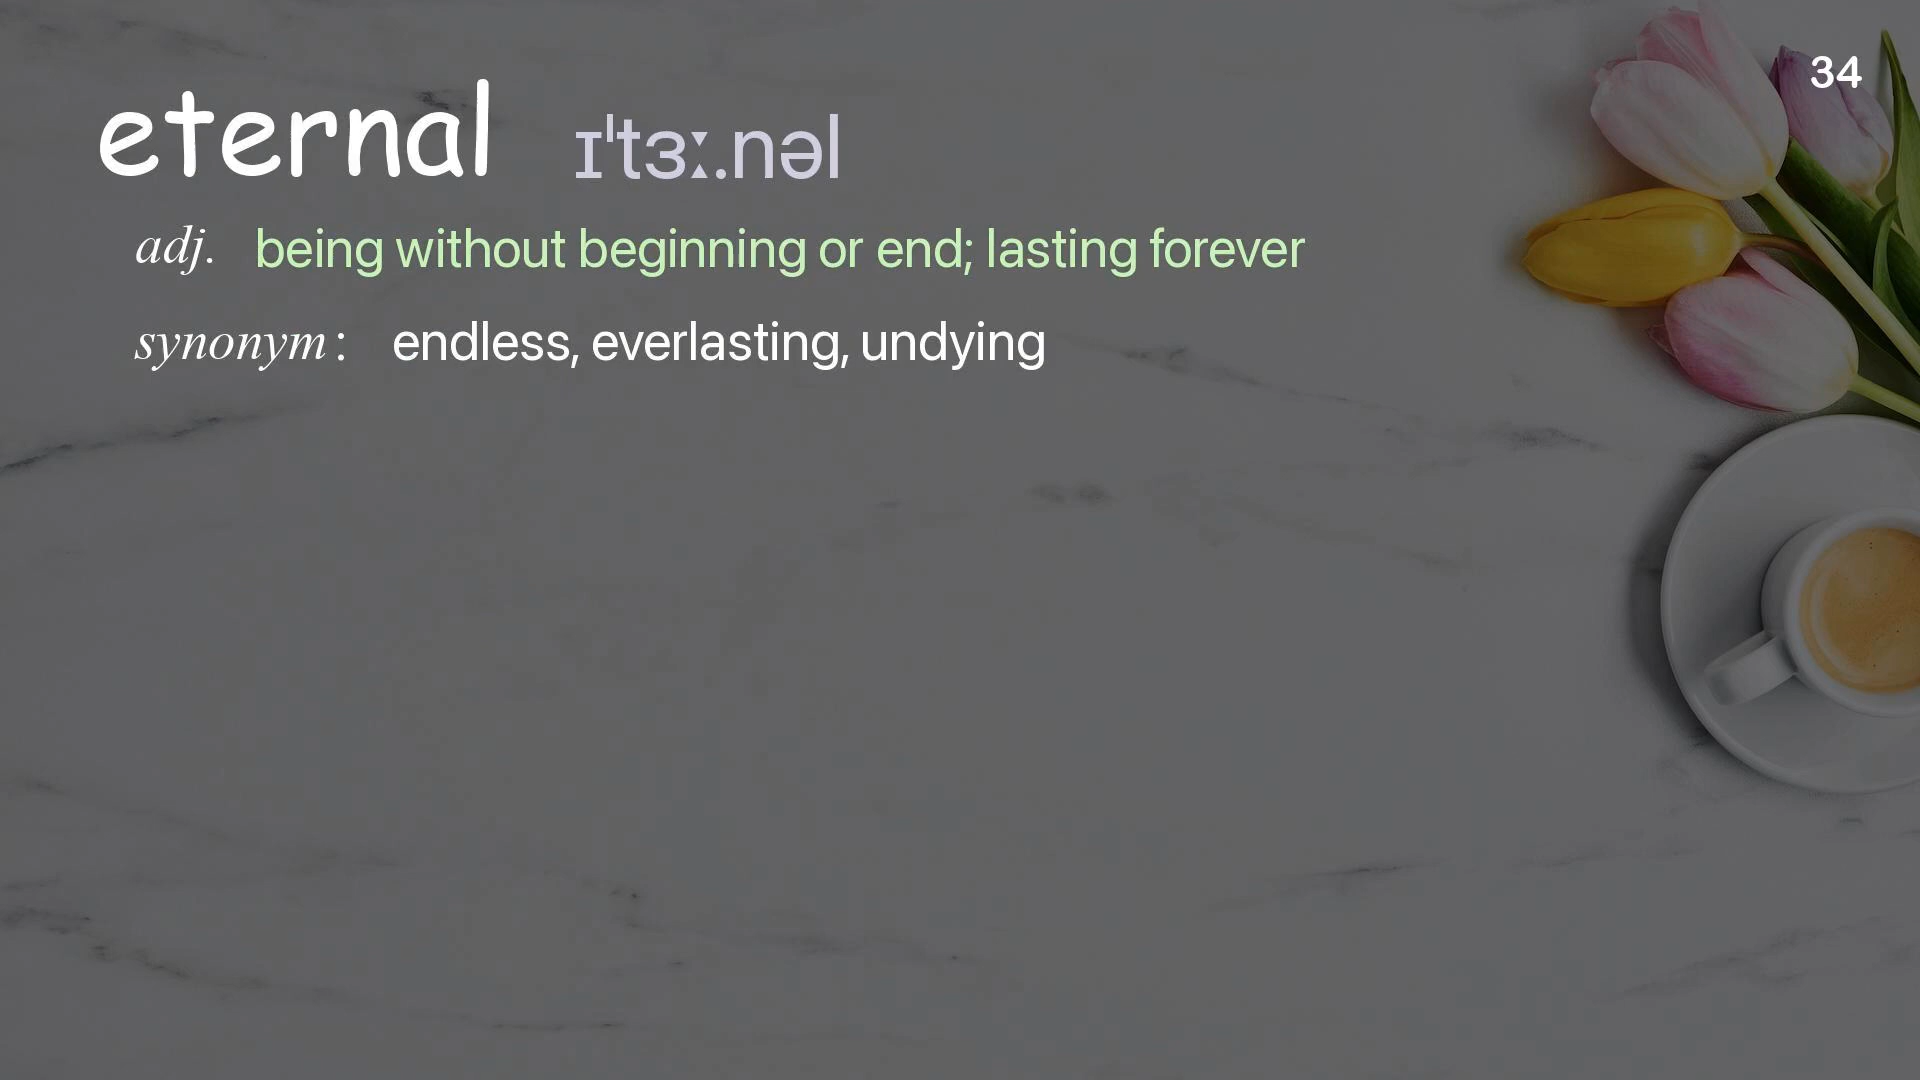 34
eternal ɪˈtɜː.nəl
adj. being without beginning or end; lasting forever
synonym : endless, everlasting, undying